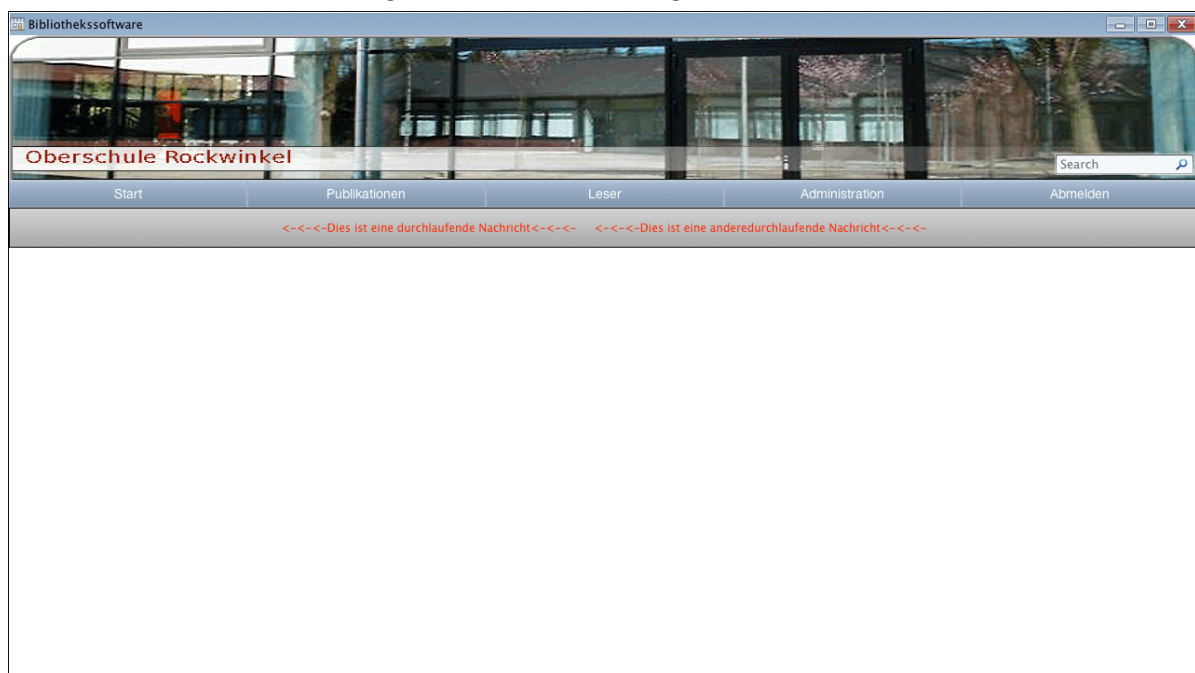 Bibliothekssoftware
Oberschule Rockwinkel
Search
Start Publikationen Leser Administration Abmelden
<-<-<-Dies ist eine durchlaufende Nachricht<-<-<- <-<-<-Dies ist eine anderedurchlaufende Nachricht<-<-<-